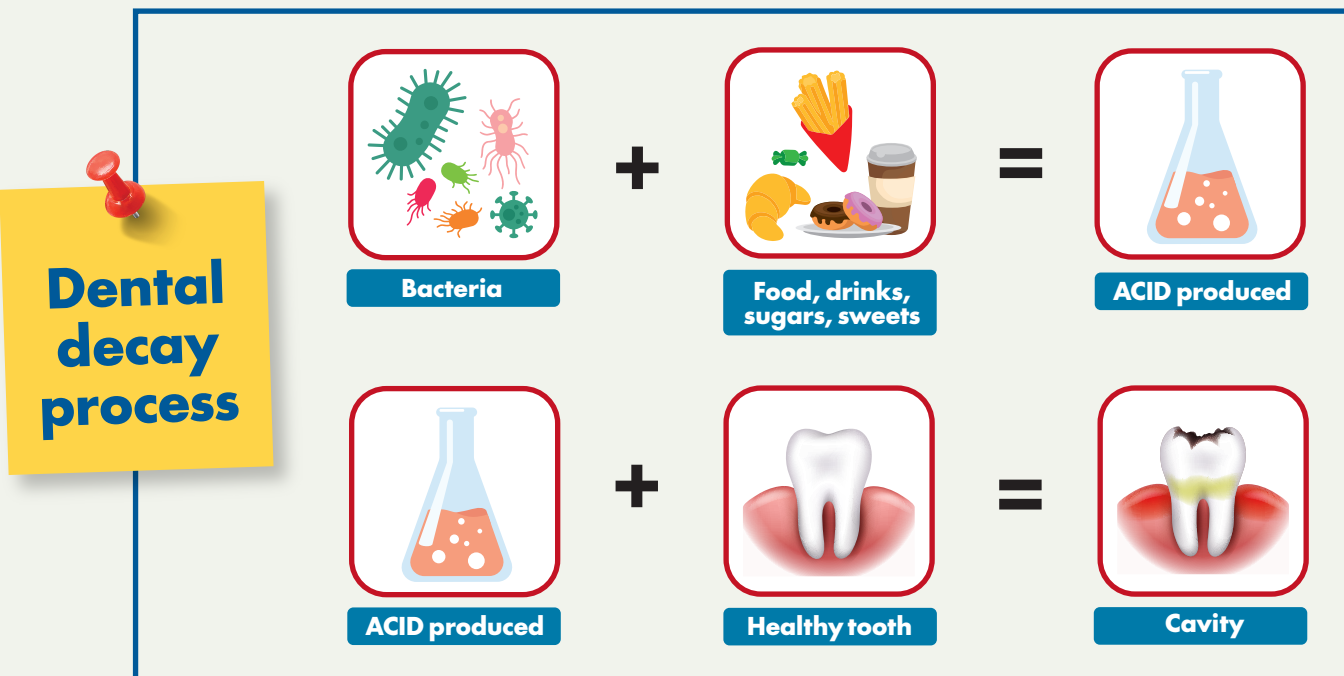 Dental
decay
process
Bacteria
+
Food, drinks,
sugars, sweets
=
ACID produced
ACID produced
+
Healthy tooth
=
Cavity